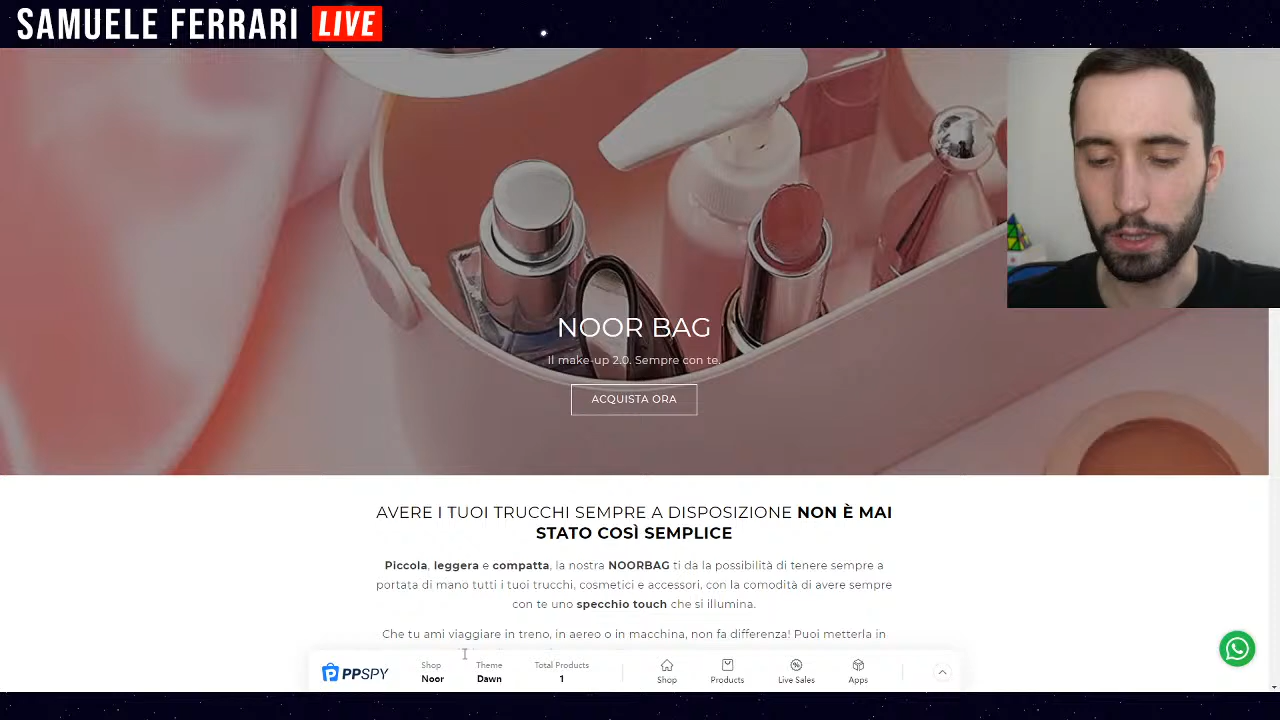 SAMUELE FERRARI LIVE
NOOR BAG
Il make-up 2.0. Sempre con te.
ACQUISTA ORA
AVERE I TUOI TRUCCHI SEMPRE A DISPOSIZIONE NON È MAI
STATO COSÌ SEMPLICE
Piccola, leggera e compatta, la nostra NOORBAG ti da la possibilità di tenere sempre a
portata di mano tutti i tuoi trucchi, cosmetici e accessori, con la comodità di avere sempre
con te uno specchio touch che si illumina.
Che tu ami viaggiare in treno, in aereo o in macchina, non fa differenza! Puoi metterla in
PPSPY
Shop Theme Total Products
Noor Dawn 1
Shop Products Live Sales Apps